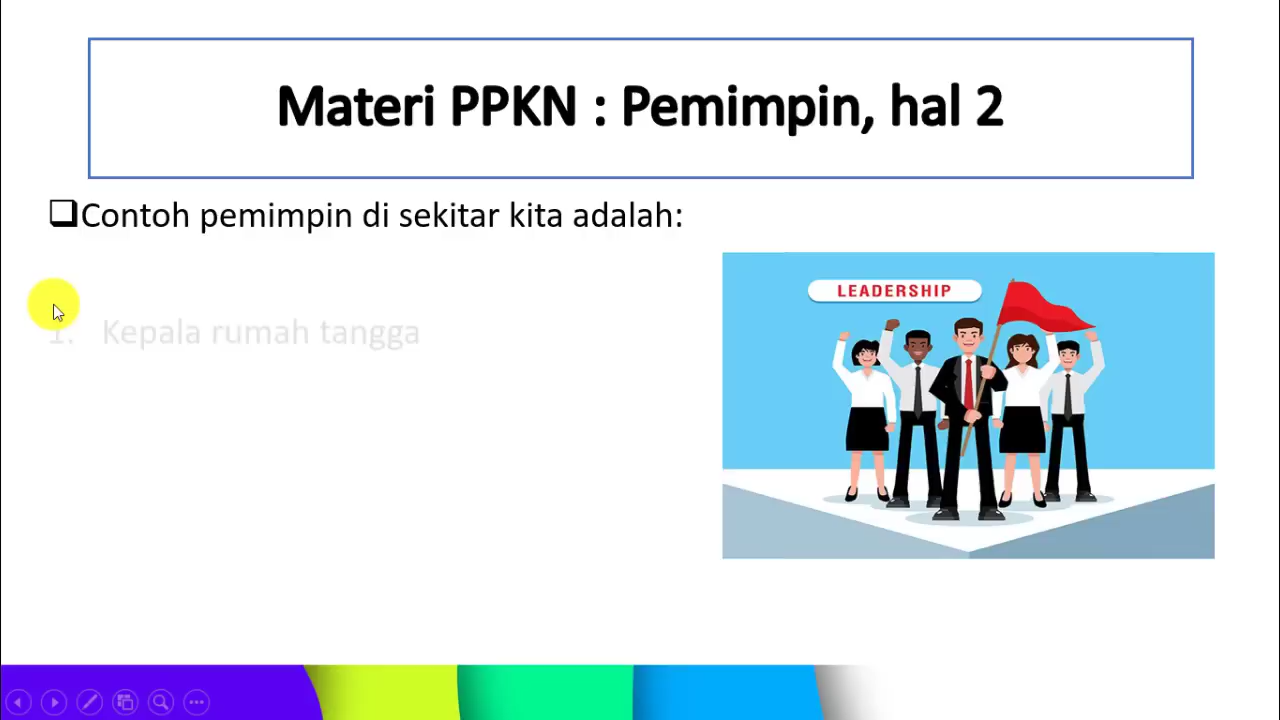 Materi PPKN : Pemimpin, hal 2
Contoh pemimpin di sekitar kita adalah:
LEADERSHIP
1. Kepala rumah tangga